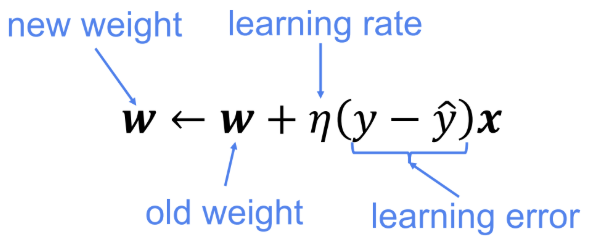 new weight
learning rate
w ← w + η(y − ŷ)x
old weight
learning error